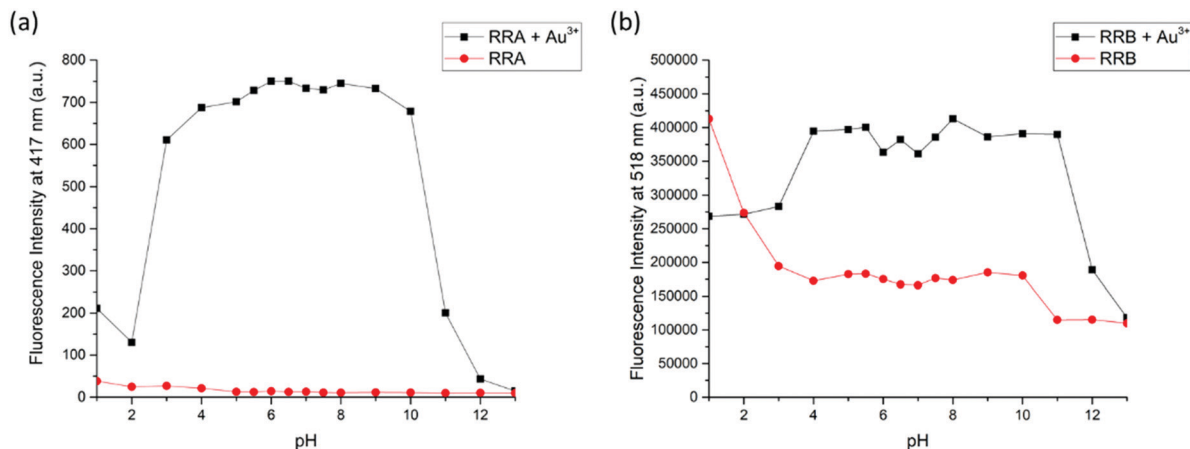 (a)
RRA + Au³⁺
RRA
800
700
600
500
400
300
200
100
0
Fluorescence Intensity at 417 nm (a.u.)
2 4 6 8 10 12
pH
(b)
RRB + Au³⁺
RRB
500000
450000
400000
350000
300000
250000
200000
150000
100000
50000
0
Fluorescence Intensity at 518 nm (a.u.)
2 4 6 8 10 12
pH